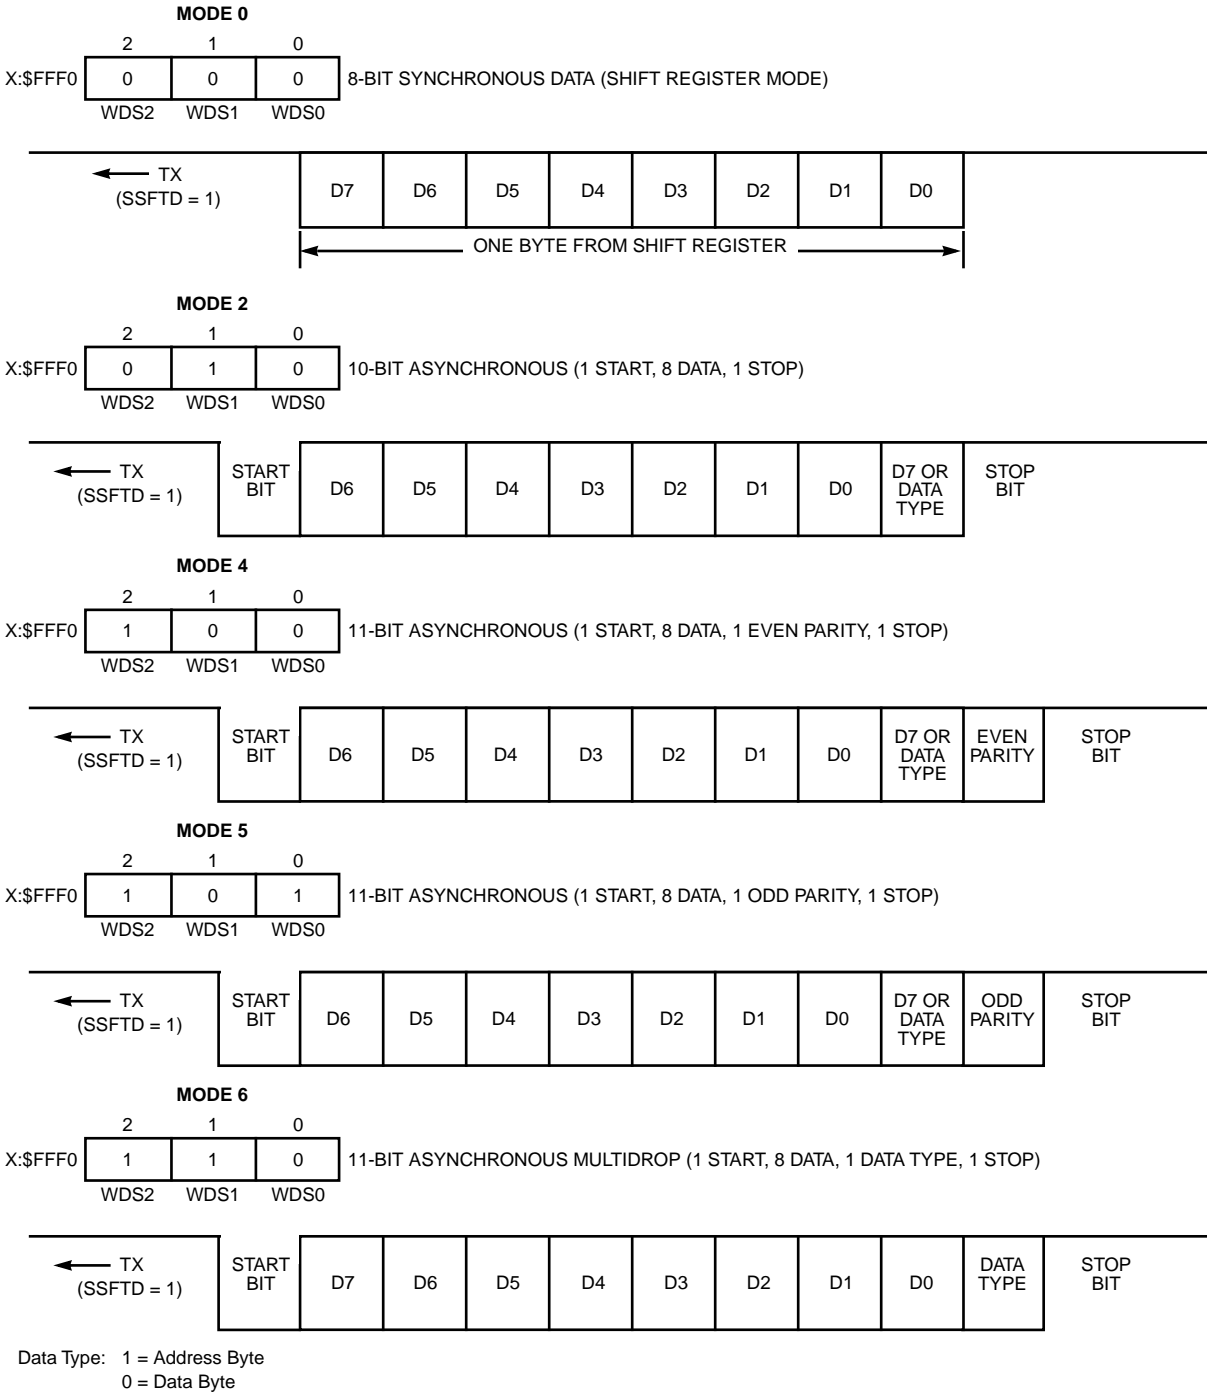 MODE 0
2 1 0
X:$FFF0 0 0 0 8-BIT SYNCHRONOUS DATA (SHIFT REGISTER MODE)
WDS2 WDS1 WDS0
TX
(SSFTD = 1)
D7 D6 D5 D4 D3 D2 D1 D0
ONE BYTE FROM SHIFT REGISTER
MODE 2
2 1 0
X:$FFF0 0 1 0 10-BIT ASYNCHRONOUS (1 START, 8 DATA, 1 STOP)
WDS2 WDS1 WDS0
TX
(SSFTD = 1)
START
BIT
D6 D5 D4 D3 D2 D1 D0
D7 OR
DATA
TYPE
STOP
BIT
MODE 4
2 1 0
X:$FFF0 1 0 0 11-BIT ASYNCHRONOUS (1 START, 8 DATA, 1 EVEN PARITY, 1 STOP)
WDS2 WDS1 WDS0
TX
(SSFTD = 1)
START
BIT
D6 D5 D4 D3 D2 D1 D0
D7 OR
DATA
TYPE
EVEN
PARITY
STOP
BIT
MODE 5
2 1 0
X:$FFF0 1 0 1 11-BIT ASYNCHRONOUS (1 START, 8 DATA, 1 ODD PARITY, 1 STOP)
WDS2 WDS1 WDS0
TX
(SSFTD = 1)
START
BIT
D6 D5 D4 D3 D2 D1 D0
D7 OR
DATA
TYPE
ODD
PARITY
STOP
BIT
MODE 6
2 1 0
X:$FFF0 1 1 0 11-BIT ASYNCHRONOUS MULTIDROP (1 START, 8 DATA, 1 DATA TYPE, 1 STOP)
WDS2 WDS1 WDS0
TX
(SSFTD = 1)
START
BIT
D7 D6 D5 D4 D3 D2 D1 D0
DATA
TYPE
STOP
BIT
Data Type: 1 = Address Byte
0 = Data Byte